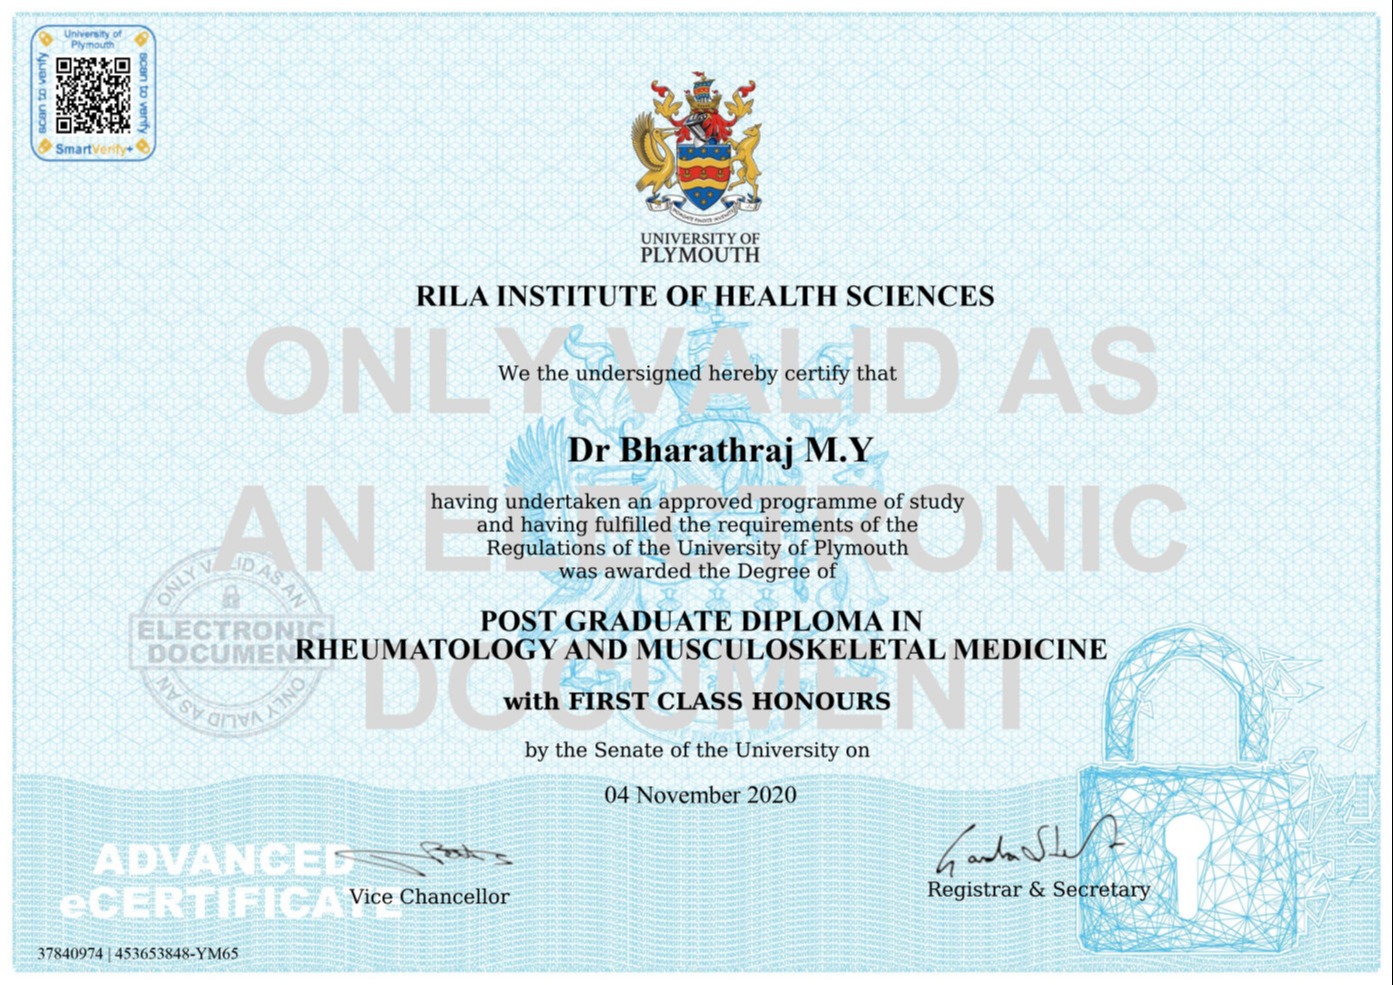 University of
Plymouth
scan to verify
scan to verify
SmartVerify+
UNIVERSITY OF
PLYMOUTH
RILA INSTITUTE OF HEALTH SCIENCES
ONLY VALID AS
We the undersigned hereby certify that
Dr Bharathraj M.Y
AN ELECTRONIC
having undertaken an approved programme of study
and having fulfilled the requirements of the
Regulations of the University of Plymouth
was awarded the Degree of
ONLY VALID AS AN
ELECTRONIC
DOCUMENT
ONLY VALID AS AN
POST GRADUATE DIPLOMA IN
RHEUMATOLOGY AND MUSCULOSKELETAL MEDICINE
DOCUMENT
with FIRST CLASS HONOURS
by the Senate of the University on
04 November 2020
ADVANCED
eCERTIFICATE
Vice Chancellor
Registrar & Secretary
37840974 | 453653848-YM65